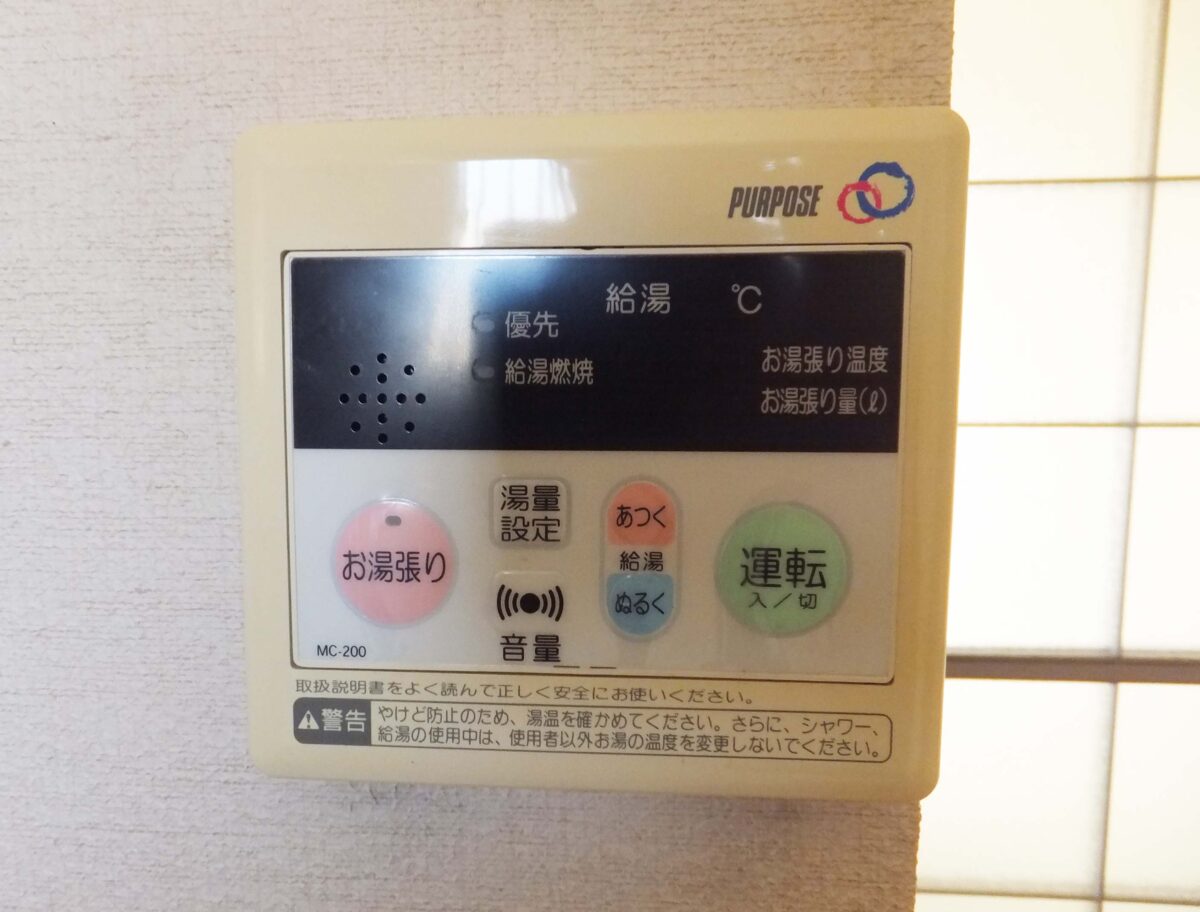 PURPOSE
給湯 ℃
優先
給湯燃焼
お湯張り温度
お湯張り量(ℓ)
お湯張り
湯量
設定
音量
あつく
給湯
ぬるく
運転
入/切
MC-200
取扱説明書をよく読んで正しく安全にお使いください。
警告
やけど防止のため、湯温を確かめてください。さらに、シャワー、
給湯の使用中は、使用者以外お湯の温度を変更しないでください。